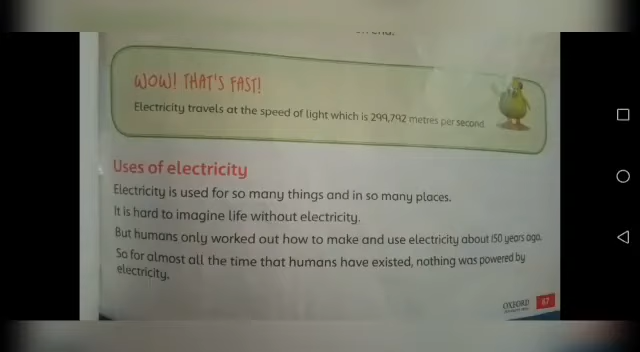 WOW! THAT'S FAST!
Electricity travels at the speed of light which is 299,792 metres per second.
Uses of electricity
Electricity is used for so many things and in so many places.
It is hard to imagine life without electricity.
But humans only worked out how to make and use electricity about 150 years ago.
So for almost all the time that humans have existed, nothing was powered by
electricity.
OXFORD
67